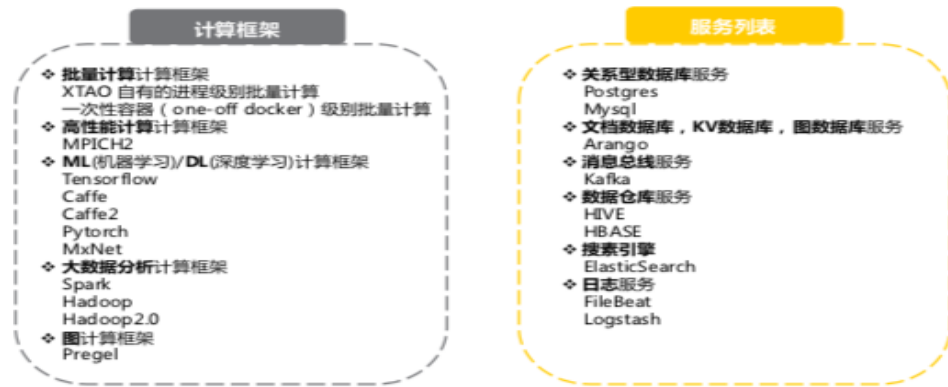 计算框架
❖ 批量计算计算框架
XTAO 自有的进程级别批量计算
一次性容器（one-off docker）级别批量计算
❖ 高性能计算计算框架
MPICH2
❖ ML(机器学习)/DL(深度学习)计算框架
Tensorflow
Caffe
Caffe2
Pytorch
MxNet
❖ 大数据分析计算框架
Spark
Hadoop
Hadoop2.0
❖ 图计算框架
Pregel
服务列表
❖ 关系型数据库服务
Postgres
Mysql
❖ 文档数据库，KV数据库，图数据库服务
Arango
❖ 消息总线服务
Kafka
❖ 数据仓库服务
HIVE
HBASE
❖ 搜素引擎
ElasticSearch
❖ 日志服务
FileBeat
Logstash